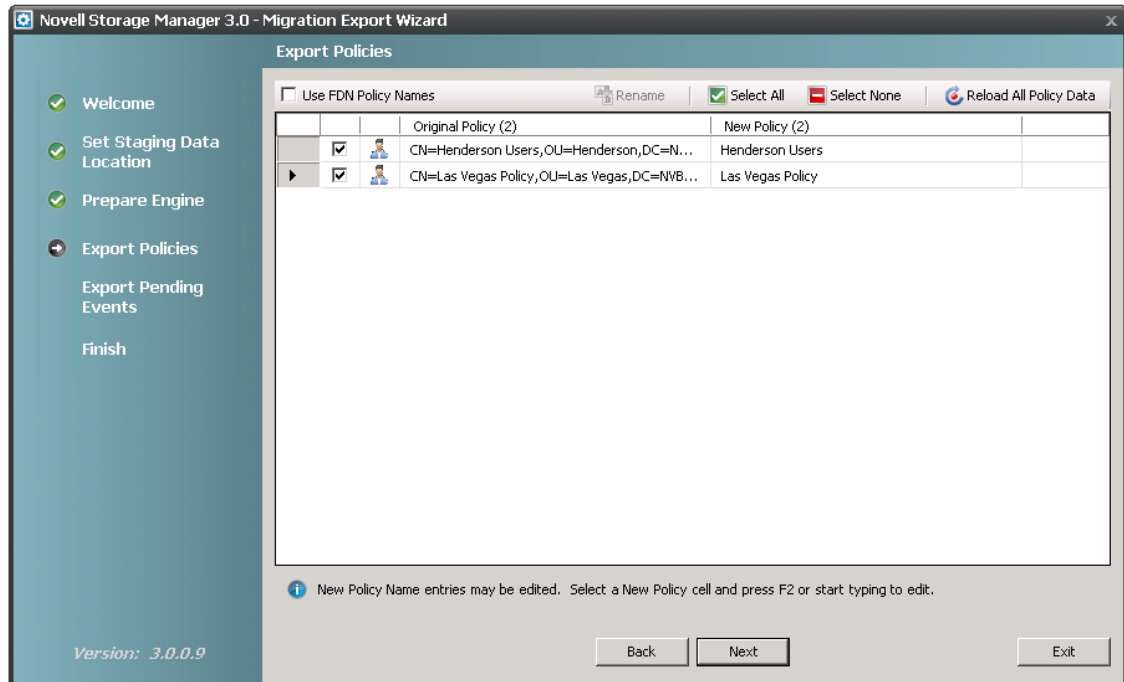 Novell Storage Manager 3.0 - Migration Export Wizard
x
Export Policies
Welcome
Set Staging Data
Location
Prepare Engine
Export Policies
Export Pending
Events
Finish
Version: 3.0.0.9
Use FDN Policy Names
Rename
Select All
Select None
Reload All Policy Data
Original Policy (2)
New Policy (2)
CN=Henderson Users,OU=Henderson,DC=N...
Henderson Users
CN=Las Vegas Policy,OU=Las Vegas,DC=NVB...
Las Vegas Policy
New Policy Name entries may be edited. Select a New Policy cell and press F2 or start typing to edit.
Back
Next
Exit